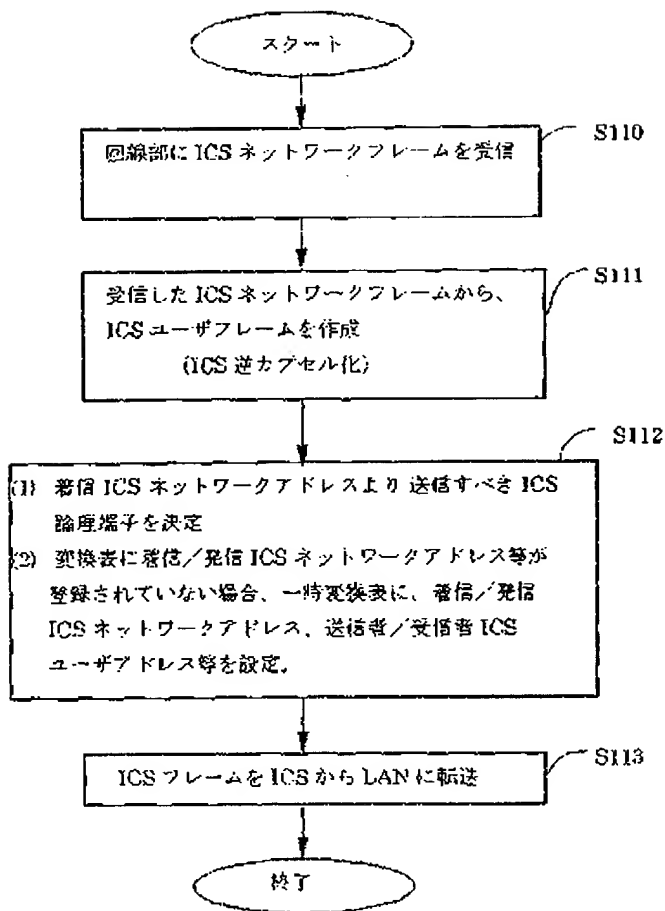 スタート
回線部に ICS ネットワークフレームを受信
S110
受信した ICS ネットワークフレームから、
ICS ユーザフレームを作成
(ICS 逆カプセル化)
S111
S112
(1) 着信 ICS ネットワークアドレスより 送信すべき ICS
論理端子を決定
(2) 変換表に着信/発信 ICS ネットワークアドレス等が
登録されていない場合、一時変換表に、着信/発信
ICS ネットワークアドレス、送信者/受信者 ICS
ユーザアドレス等を設定。
ICS フレームを ICS から LAN に転送
S113
終了